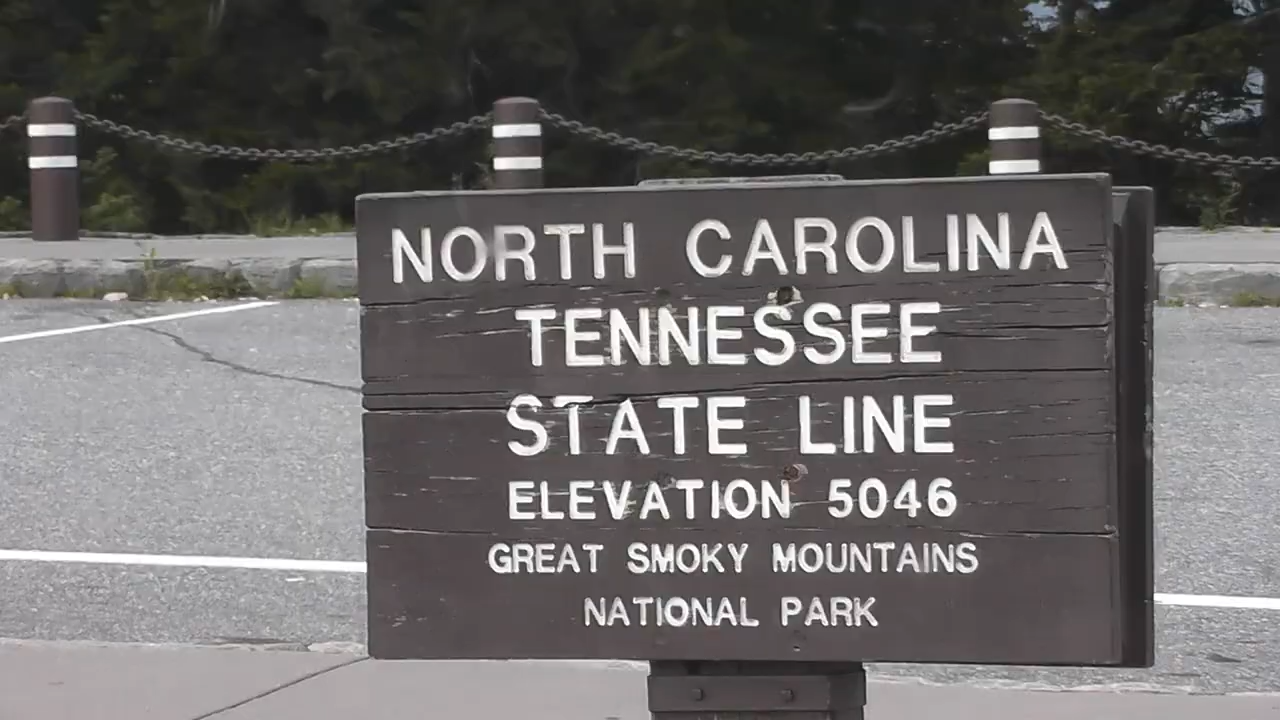 NORTH CAROLINA
TENNESSEE
STATE LINE
ELEVATION 5046
GREAT SMOKY MOUNTAINS
NATIONAL PARK